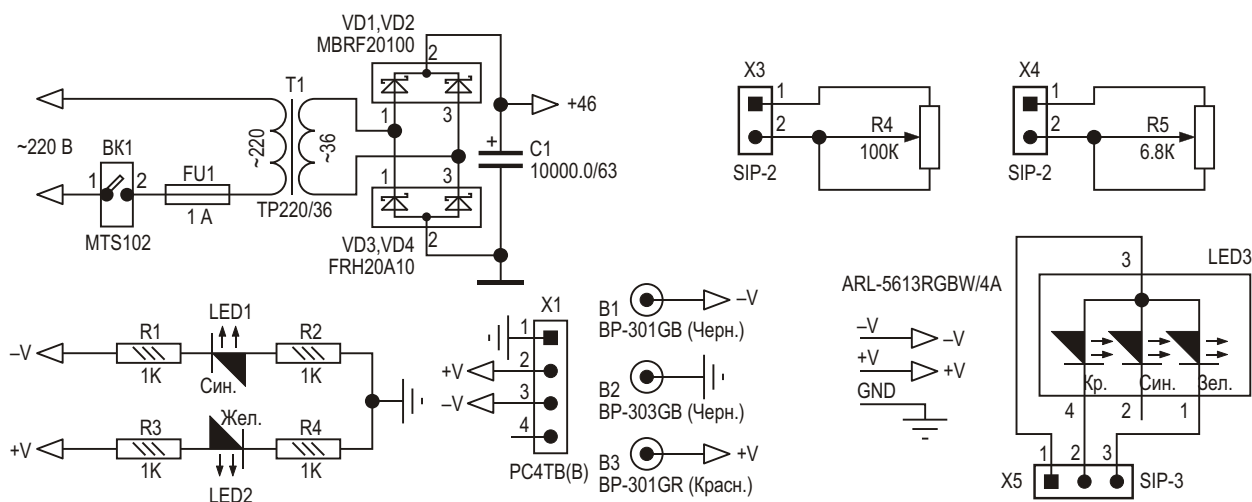 VD1,VD2
MBRF20100
2
1
3
T1
~220
~36
TP220/36
~220 В
ВК1
1
2
MTS102
FU1
1 A
+46
+
C1
10000.0/63
1
3
2
VD3,VD4
FRH20A10
X3
1
2
SIP-2
R4
100К
X4
1
2
SIP-2
R5
6.8К
–V
R1
1K
LED1
Син.
R2
1K
+V
R3
1K
Жел.
LED2
R4
1K
X1
1
+V
2
–V
3
4
PC4TB(B)
B1
–V
BP-301GB (Черн.)
B2
BP-303GB (Черн.)
B3
+V
BP-301GR (Красн.)
ARL-5613RGBW/4A
–V
–V
+V
+V
GND
LED3
3
Кр.
Син.
Зел.
4
2
1
1
2
3
X5
SIP-3